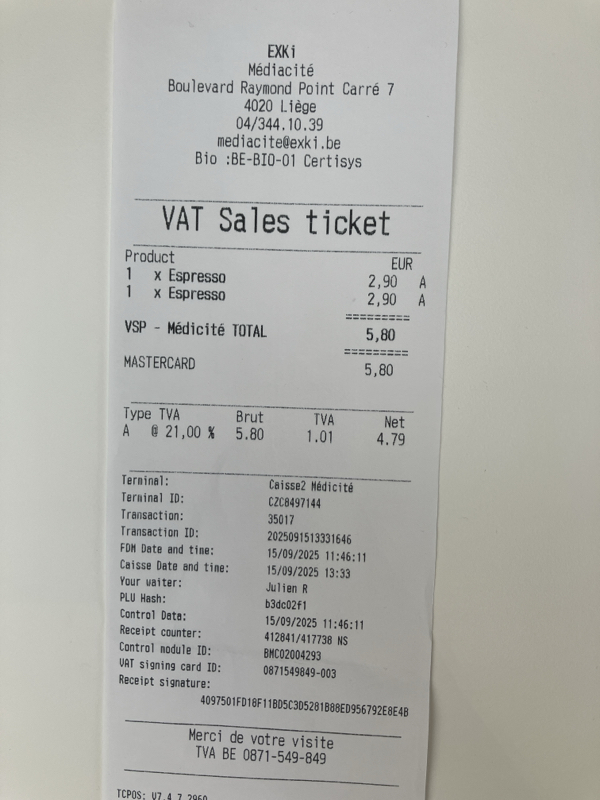 EXKi
Médiacité
Boulevard Raymond Point Carré 7
4020 Liège
04/344.10.39
mediacite@exki.be
Bio :BE-BIO-01 Certisys
VAT Sales ticket
Product EUR
1 x Espresso 2,90 A
1 x Espresso 2,90 A
=========
VSP - Médicité TOTAL 5,80
=========
MASTERCARD 5,80
Type TVA Brut TVA Net
A @ 21,00 % 5.80 1.01 4.79
Terminal: Caisse2 Médicité
Terminal ID: CZC8497144
Transaction: 35017
Transaction ID: 2025091513331646
FDM Date and time: 15/09/2025 11:46:11
Caisse Date and time: 15/09/2025 13:33
Your waiter: Julien R
PLU Hash: b3dc02f1
Control Data: 15/09/2025 11:46:11
Receipt counter: 412841/417738 NS
Control module ID: BMC02004293
VAT signing card ID: 0871549849-003
Receipt signature:
4097501FD18F11BD5C3D5281B88ED956792E8E4B
Merci de votre visite
TVA BE 0871-549-849
TCPOS: V7.4.7.2960